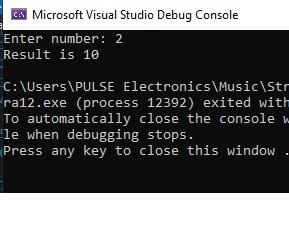 Microsoft Visual Studio Debug Console
Enter number: 2
Result is 10
C:\Users\PULSE Electronics\Music\Str
ra12.exe (process 12392) exited with
To automatically close the console w
le when debugging stops.
Press any key to close this window .